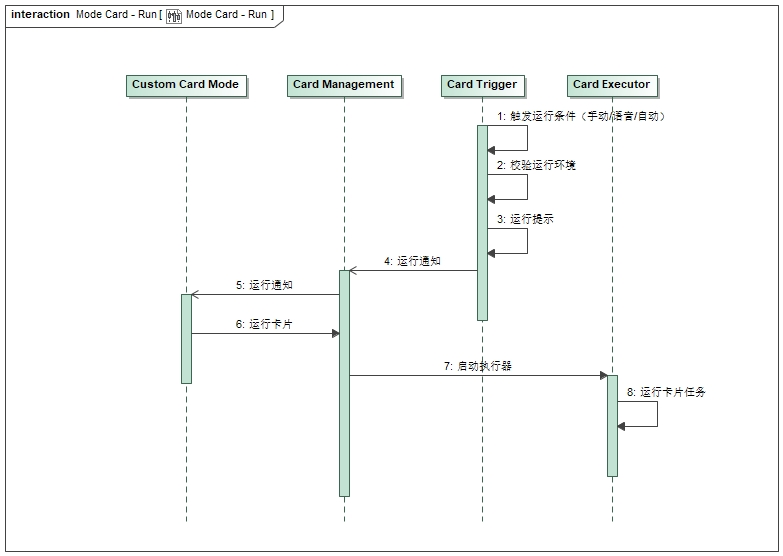 interaction Mode Card - Run [ Mode Card - Run ]
Custom Card Mode
Card Management
Card Trigger
Card Executor
1: 触发运行条件（手动/语音/自动）
2: 校验运行环境
3: 运行提示
4: 运行通知
5: 运行通知
6: 运行卡片
7: 启动执行器
8: 运行卡片任务